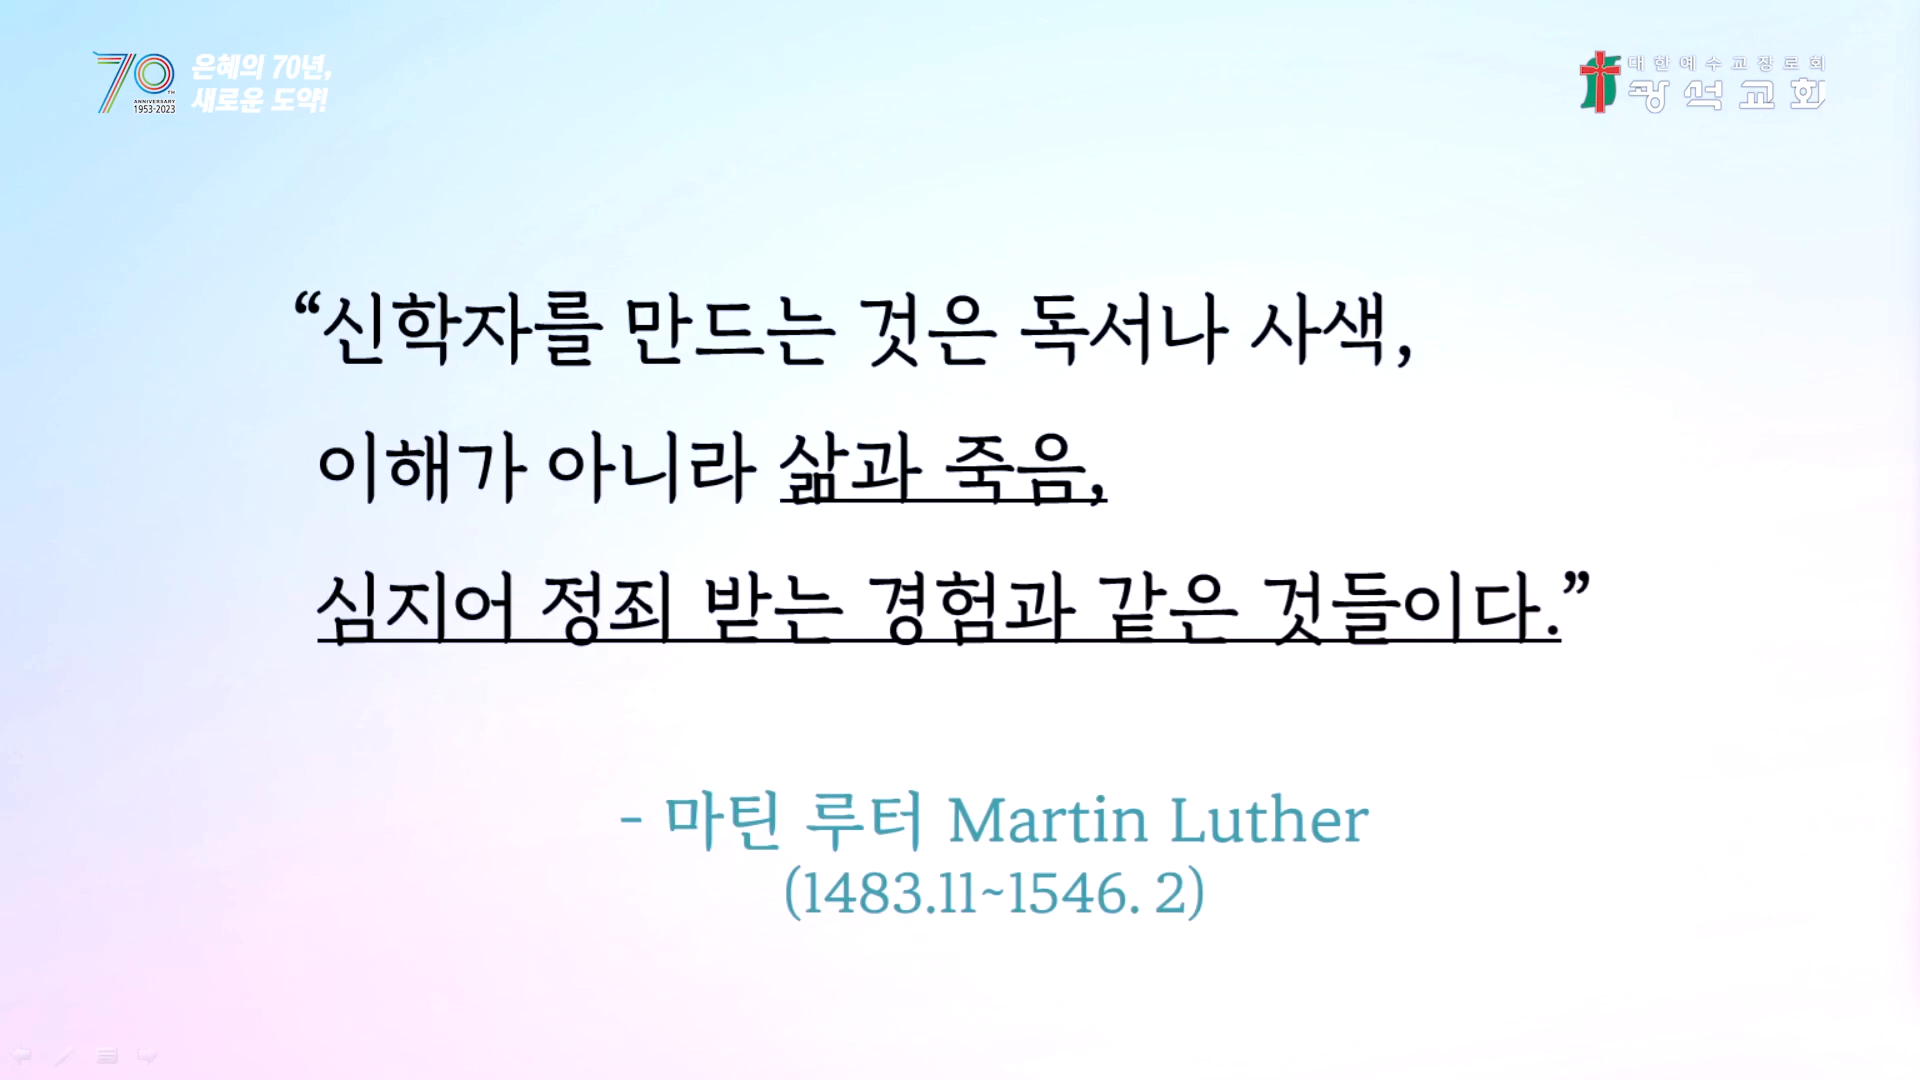 70TH
ANNIVERSARY
1953-2023
은혜의 70년,
새로운 도약!
대한예수교장로회
광석교회
“신학자를 만드는 것은 독서나 사색,
이해가 아니라 삶과 죽음,
심지어 정죄 받는 경험과 같은 것들이다.”
- 마틴 루터 Martin Luther
(1483.11~1546. 2)